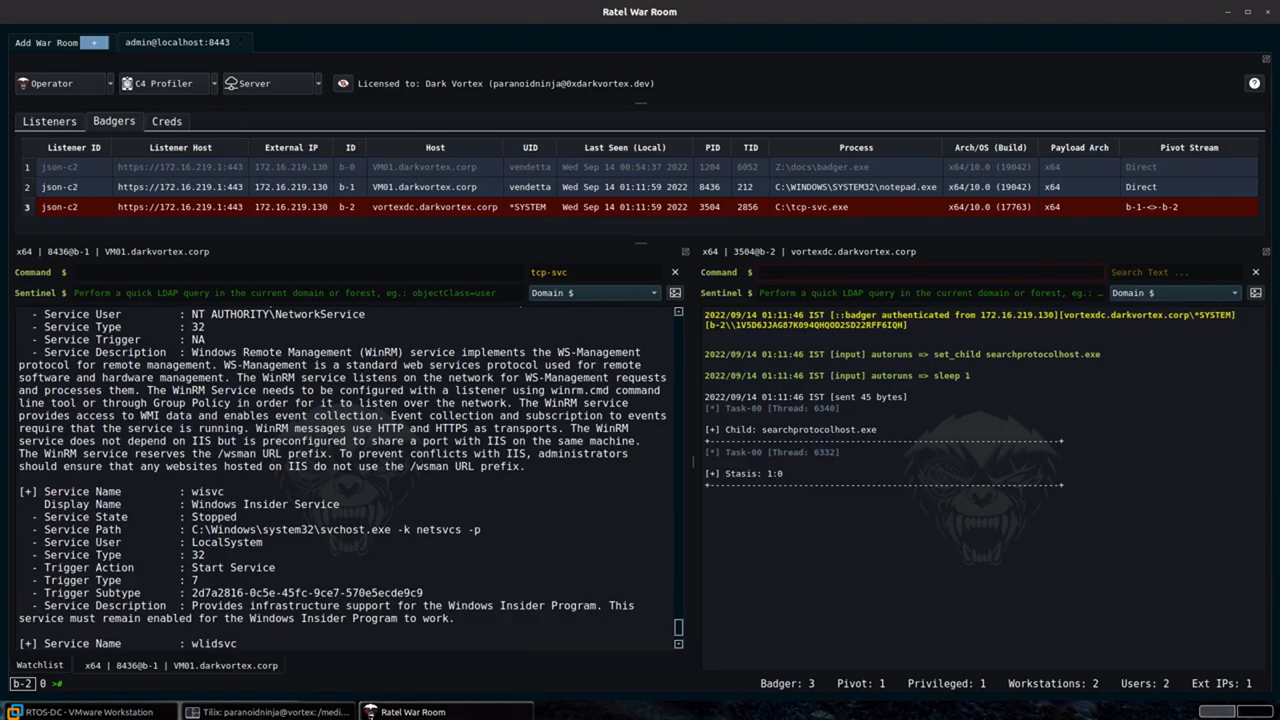 Ratel War Room
Add War Room + admin@localhost:8443
Operator C4 Profiler Server Licensed to: Dark Vortex (paranoidninja@0xdarkvortex.dev) ?
Listeners Badgers Creds
Listener ID Listener Host External IP ID Host UID Last Seen (Local) PID TID Process Arch/OS (Build) Payload Arch Pivot Stream
1 json-c2 https://172.16.219.1:443 172.16.219.130 b-0 VM01.darkvortex.corp vendetta Wed Sep 14 00:54:37 2022 1204 6052 Z:\docs\badger.exe x64/10.0 (19042) x64 Direct
2 json-c2 https://172.16.219.1:443 172.16.219.130 b-1 VM01.darkvortex.corp vendetta Wed Sep 14 01:11:59 2022 8436 212 C:\WINDOWS\SYSTEM32\notepad.exe x64/10.0 (19042) x64 Direct
3 json-c2 https://172.16.219.1:443 172.16.219.130 b-2 vortexdc.darkvortex.corp *SYSTEM Wed Sep 14 01:11:59 2022 3504 2856 C:\tcp-svc.exe x64/10.0 (17763) x64 b-1-<>-b-2
x64 | 8436@b-1 | VM01.darkvortex.corp
Command $ tcp-svc
Sentinel $ Perform a quick LDAP query in the current domain or forest, eg.: objectClass=user Domain $
- Service User : NT AUTHORITY\NetworkService
- Service Type : 32
- Service Trigger : NA
- Service Description : Windows Remote Management (WinRM) service implements the WS-Management
protocol for remote management. WS-Management is a standard web services protocol used for remote
software and hardware management. The WinRM service listens on the network for WS-Management requests
and processes them. The WinRM Service needs to be configured with a listener using winrm.cmd command
line tool or through Group Policy in order for it to listen over the network. The WinRM service
provides access to WMI data and enables event collection. Event collection and subscription to events
require that the service is running. WinRM messages use HTTP and HTTPS as transports. The WinRM
service does not depend on IIS but is preconfigured to share a port with IIS on the same machine.
The WinRM service reserves the /wsman URL prefix. To prevent conflicts with IIS, administrators
should ensure that any websites hosted on IIS do not use the /wsman URL prefix.
[+] Service Name : wisvc
Display Name : Windows Insider Service
- Service State : Stopped
- Service Path : C:\Windows\system32\svchost.exe -k netsvcs -p
- Service User : LocalSystem
- Service Type : 32
- Trigger Action : Start Service
- Trigger Type : 7
- Trigger Subtype : 2d7a2816-0c5e-45fc-9ce7-570e5ecde9c9
- Service Description : Provides infrastructure support for the Windows Insider Program. This
service must remain enabled for the Windows Insider Program to work.
[+] Service Name : wlidsvc
x64 | 3504@b-2 | vortexdc.darkvortex.corp
Command $ Search Text ...
Sentinel $ Perform a quick LDAP query in the current domain or forest, eg.: … Domain $
2022/09/14 01:11:46 IST [::badger authenticated from 172.16.219.130][vortexdc.darkvortex.corp\*SYSTEM]
[b-2\\1V5D6JJAG87K094QHQOD2SD22RFF6IQH]
2022/09/14 01:11:46 IST [input] autoruns => set_child searchprotocolhost.exe
2022/09/14 01:11:46 IST [input] autoruns => sleep 1
2022/09/14 01:11:46 IST [sent 45 bytes]
[*] Task-00 [Thread: 6340]
[+] Child: searchprotocolhost.exe
[*] Task-00 [Thread: 6332]
[+] Stasis: 1:0
Watchlist x64 | 8436@b-1 | VM01.darkvortex.corp
b-2 0 ># Badger: 3 Pivot: 1 Privileged: 1 Workstations: 2 Users: 2 Ext IPs: 1
RTOS-DC - VMware Workstation Tilix: paranoidninja@vortex:/medi... Ratel War Room